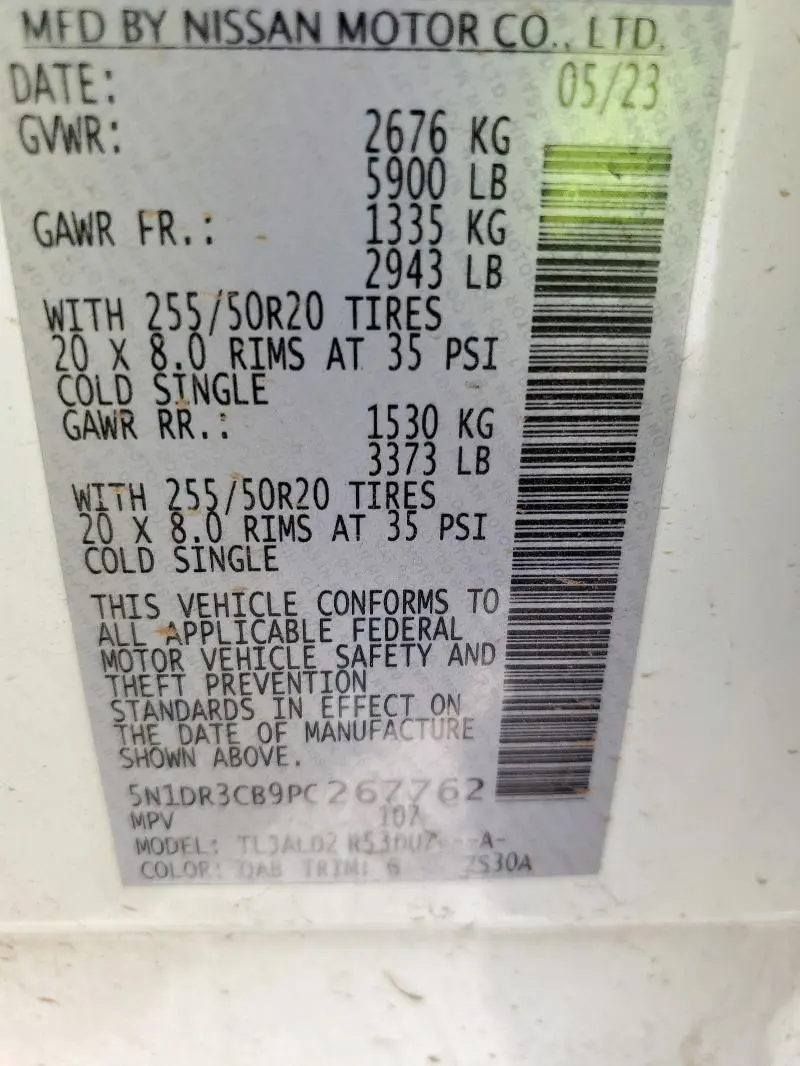 MFD BY NISSAN MOTOR CO., LTD.
DATE: 05/23
GVWR: 2676 KG
5900 LB
GAWR FR.: 1335 KG
2943 LB
WITH 255/50R20 TIRES
20 X 8.0 RIMS AT 35 PSI
COLD SINGLE
GAWR RR.: 1530 KG
3373 LB
WITH 255/50R20 TIRES
20 X 8.0 RIMS AT 35 PSI
COLD SINGLE
THIS VEHICLE CONFORMS TO
ALL APPLICABLE FEDERAL
MOTOR VEHICLE SAFETY AND
THEFT PREVENTION
STANDARDS IN EFFECT ON
THE DATE OF MANUFACTURE
SHOWN ABOVE.
5N1DR3CB9PC267762
MPV 107
MODEL: -A-
COLOR: QAB TRIM: